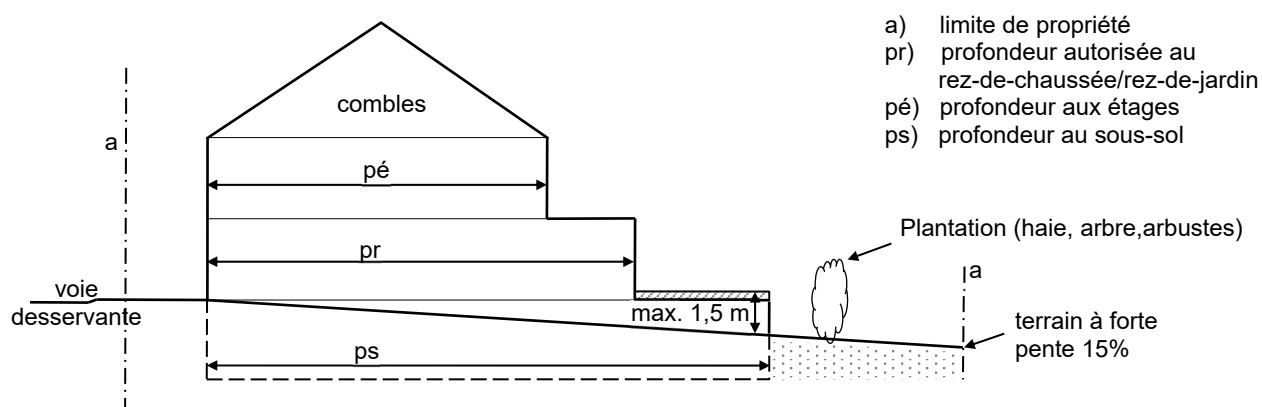 a) limite de propriété
pr) profondeur autorisée au
rez-de-chaussée/rez-de-jardin
pé) profondeur aux étages
ps) profondeur au sous-sol
combles
a
pé
Plantation (haie, arbre,arbustes)
pr
a
voie
desservante
max. 1,5 m
terrain à forte
pente 15%
ps